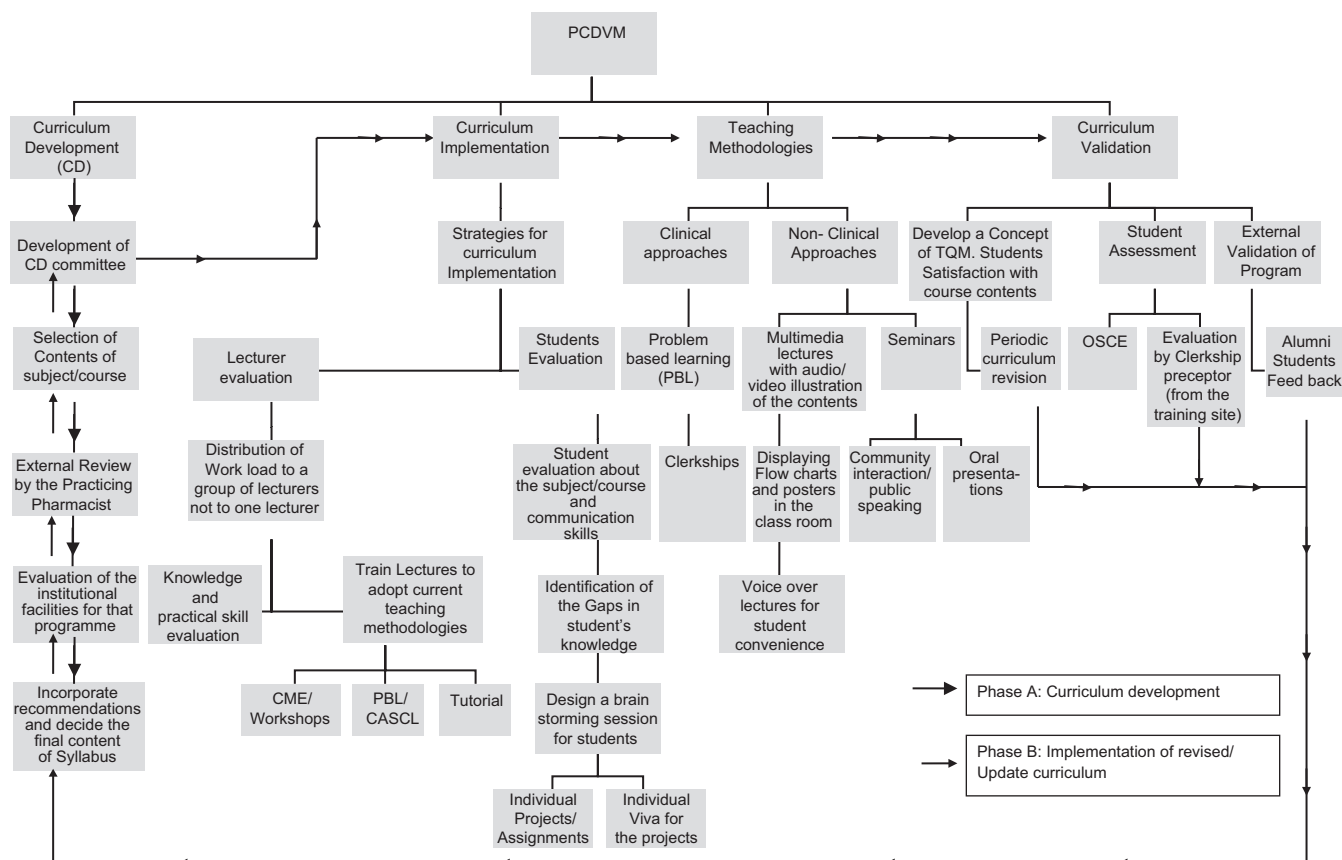 PCDVM
Curriculum
Development
(CD)
Curriculum
Implementation
Teaching
Methodologies
Curriculum
Validation
Development of
CD committee
Strategies for
curriculum
Implementation
Clinical
approaches
Non- Clinical
Approaches
Develop a Concept
of TQM. Students
Satisfaction with
course contents
Student
Assessment
External
Validation of
Program
Selection of
Contents of
subject/course
Lecturer
evaluation
Students
Evaluation
Problem
based learning
(PBL)
Multimedia
lectures
with audio/
video illustration
of the contents
Seminars
Periodic
curriculum
revision
OSCE
Evaluation
by Clerkship
preceptor
(from the
training site)
Alumni
Students
Feed back
External Review
by the Practicing
Pharmacist
Distribution of
Work load to a
group of lecturers
not to one lecturer
Student
evaluation about
the subject/course
and
communication
skills
Clerkships
Displaying
Flow charts
and posters
in the
class room
Community
interaction/
public
speaking
Oral
presenta-
tions
Evaluation of the
institutional
facilities for that
programme
Knowledge
and
practical skill
evaluation
Train Lectures to
adopt current
teaching
methodologies
Identification of
the Gaps in
student's
knowledge
Voice over
lectures for
student
convenience
Incorporate
recommendations
and decide the
final content
of Syllabus
CME/
Workshops
PBL/
CASCL
Tutorial
Design a brain
storming session
for students
Individual
Projects/
Assignments
Individual
Viva for
the projects
Phase A: Curriculum development
Phase B: Implementation of revised/
Update curriculum